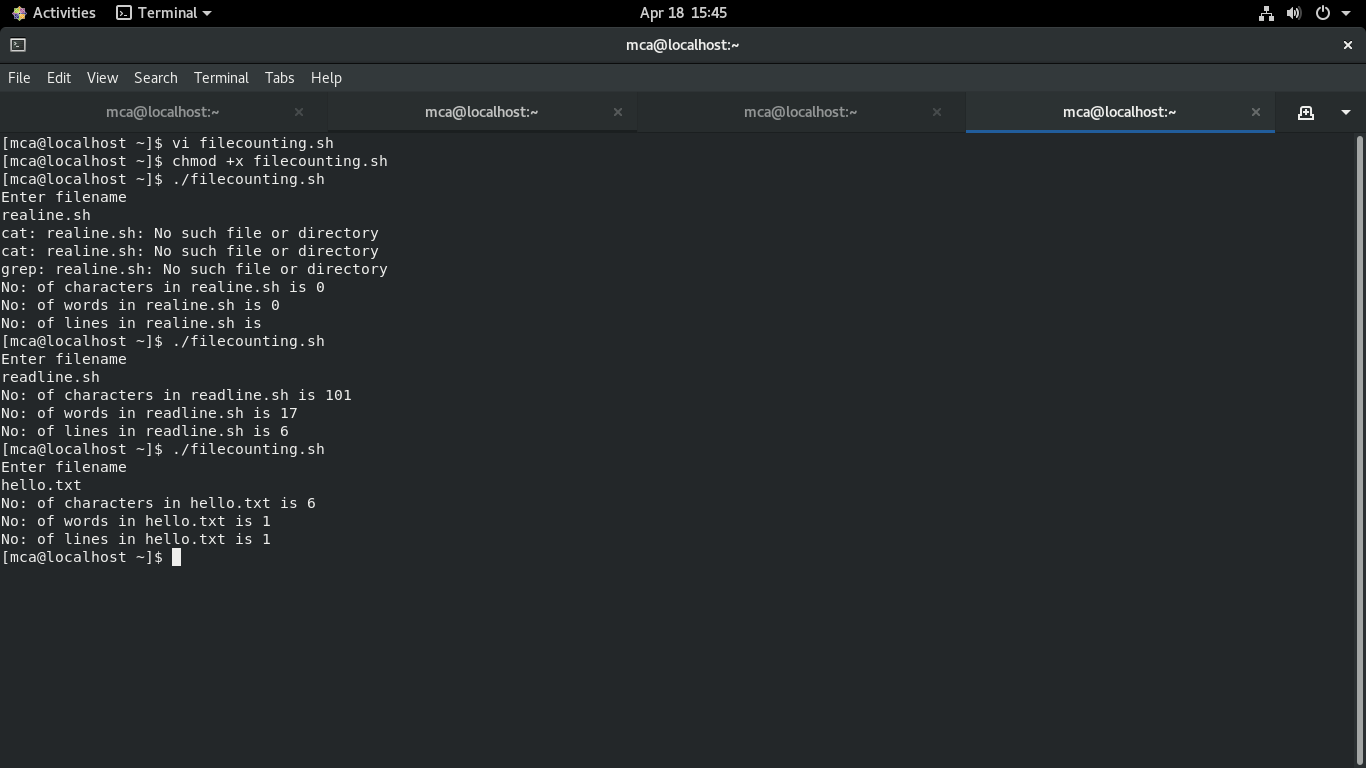 Activities Terminal Apr 18 15:45
mca@localhost:~
File Edit View Search Terminal Tabs Help
mca@localhost:~ mca@localhost:~ mca@localhost:~ mca@localhost:~
[mca@localhost ~]$ vi filecounting.sh
[mca@localhost ~]$ chmod +x filecounting.sh
[mca@localhost ~]$ ./filecounting.sh
Enter filename
realine.sh
cat: realine.sh: No such file or directory
cat: realine.sh: No such file or directory
grep: realine.sh: No such file or directory
No: of characters in realine.sh is 0
No: of words in realine.sh is 0
No: of lines in realine.sh is
[mca@localhost ~]$ ./filecounting.sh
Enter filename
readline.sh
No: of characters in readline.sh is 101
No: of words in readline.sh is 17
No: of lines in readline.sh is 6
[mca@localhost ~]$ ./filecounting.sh
Enter filename
hello.txt
No: of characters in hello.txt is 6
No: of words in hello.txt is 1
No: of lines in hello.txt is 1
[mca@localhost ~]$